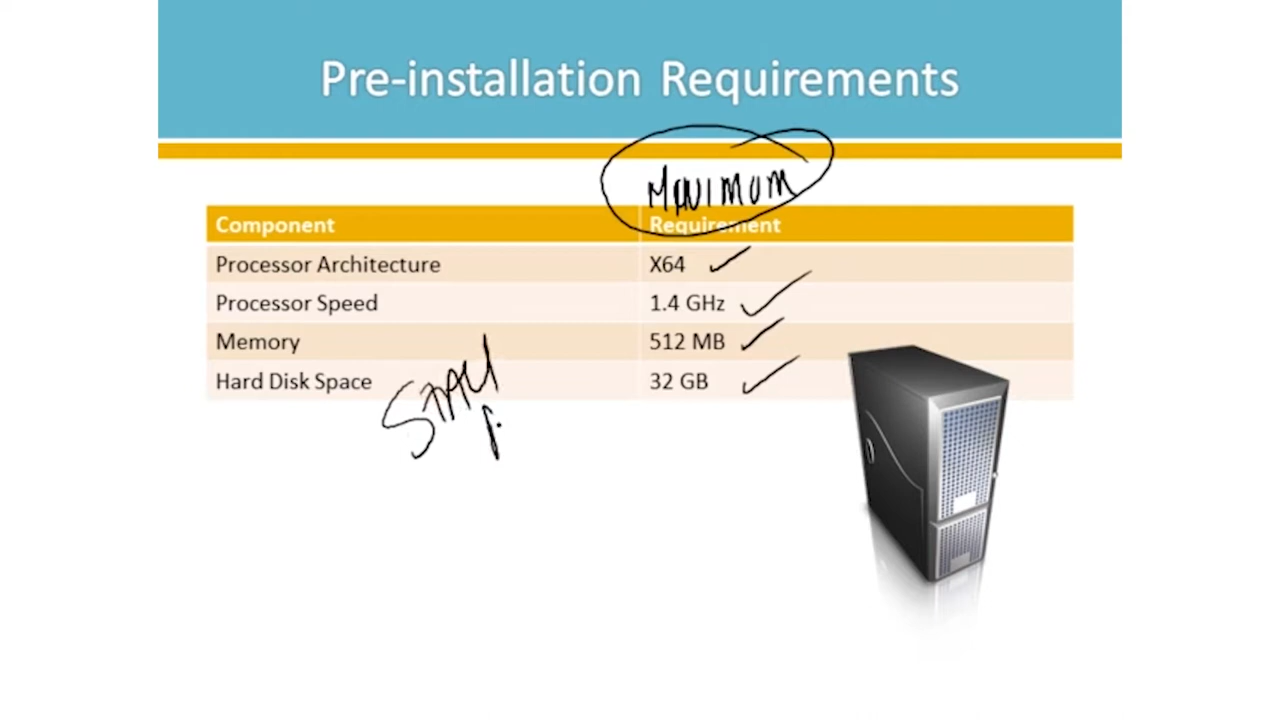 Pre-installation Requirements
Component Requirement
Processor Architecture X64
Processor Speed 1.4 GHz
Memory 512 MB
Hard Disk Space 32 GB